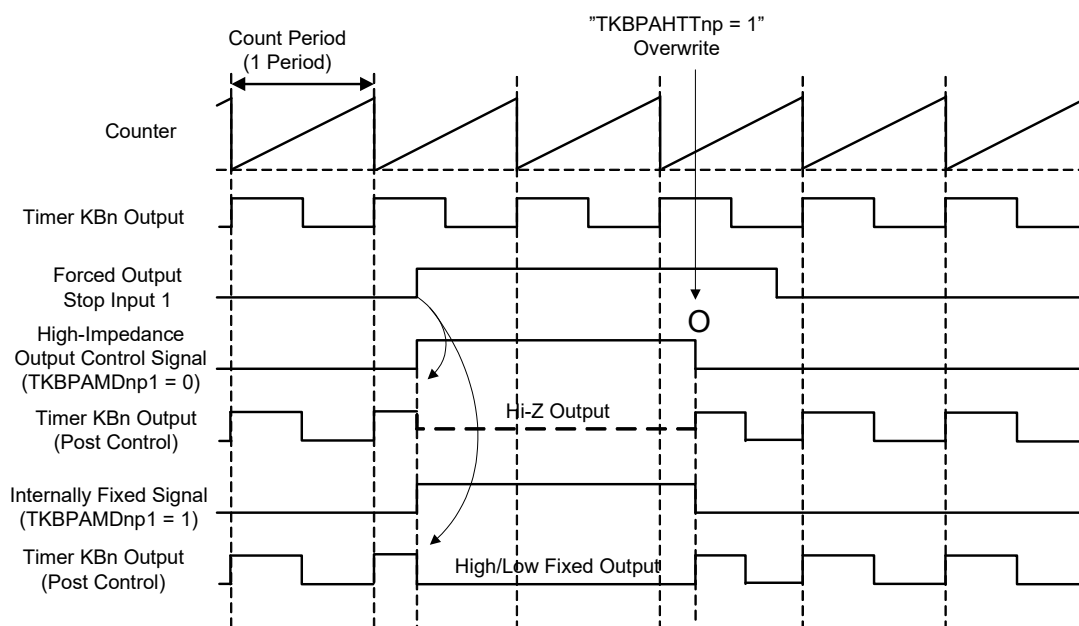 ”TKBPAHTTnp = 1”
Overwrite
Count Period
(1 Period)
Counter
Timer KBn Output
Forced Output
Stop Input 1
O
High-Impedance
Output Control Signal
(TKBPAMDnp1 = 0)
Timer KBn Output
(Post Control)
Hi-Z Output
Internally Fixed Signal
(TKBPAMDnp1 = 1)
Timer KBn Output
(Post Control)
High/Low Fixed Output